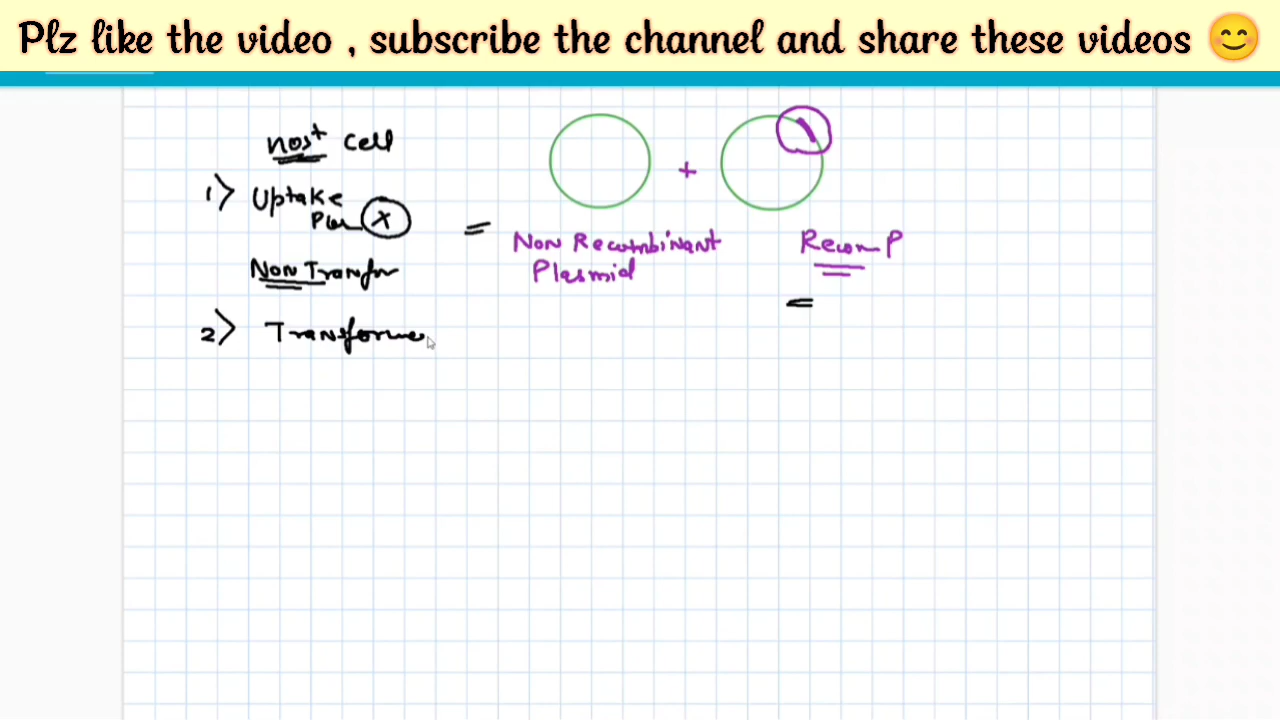 Plz like the video , subscribe the channel and share these videos 😊
host cell
1) Uptake
Plas X
Non Transfor
2) Transforme
=
+
Non Recombinant
Plasmid
Recom P
=